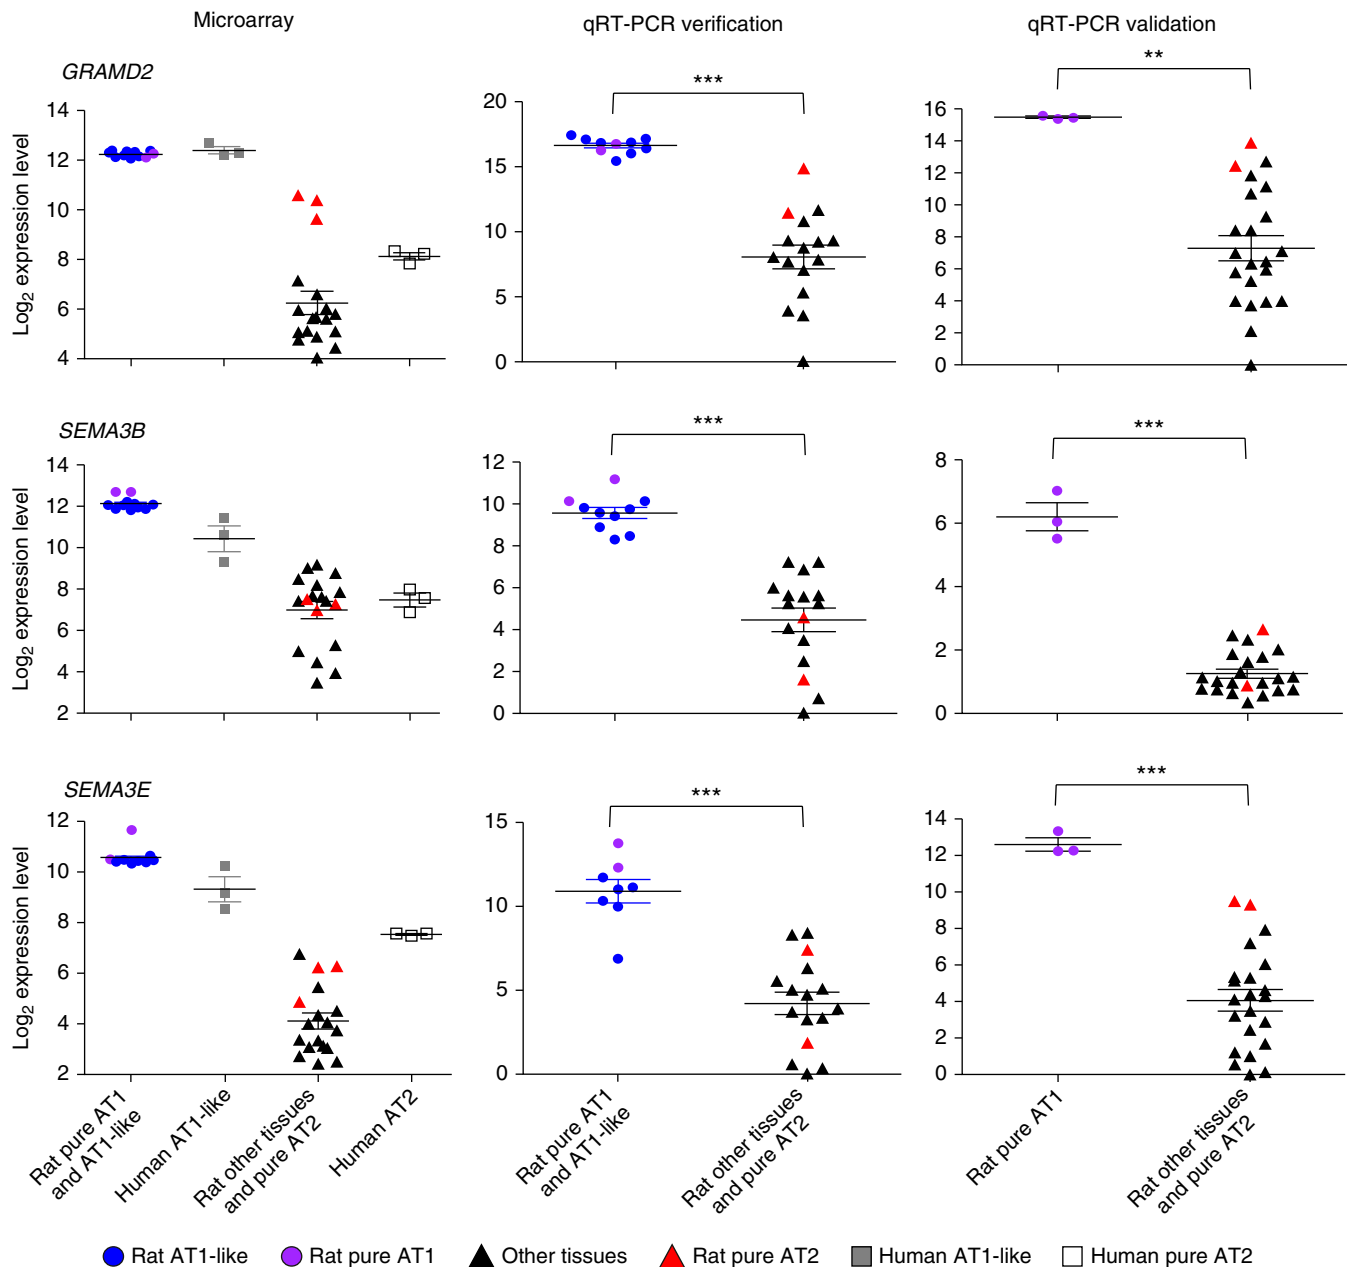 Microarray
qRT-PCR verification
qRT-PCR validation
GRAMD2
Log2 expression level
14
12
10
8
6
4
***
20
15
10
5
0
**
16
14
12
10
8
6
4
2
0
SEMA3B
Log2 expression level
14
12
10
8
6
4
2
***
12
10
8
6
4
2
0
***
8
6
4
2
0
SEMA3E
Log2 expression level
12
10
8
6
4
2
***
15
10
5
0
***
14
12
10
8
6
4
2
0
Rat pure AT1
and AT1-like
Human AT1-like
Rat other tissues
and pure AT2
Human AT2
Rat pure AT1
and AT1-like
Rat other tissues
and pure AT2
Rat pure AT1
Rat other tissues
and pure AT2
Rat AT1-like
Rat pure AT1
Other tissues
Rat pure AT2
Human AT1-like
Human pure AT2